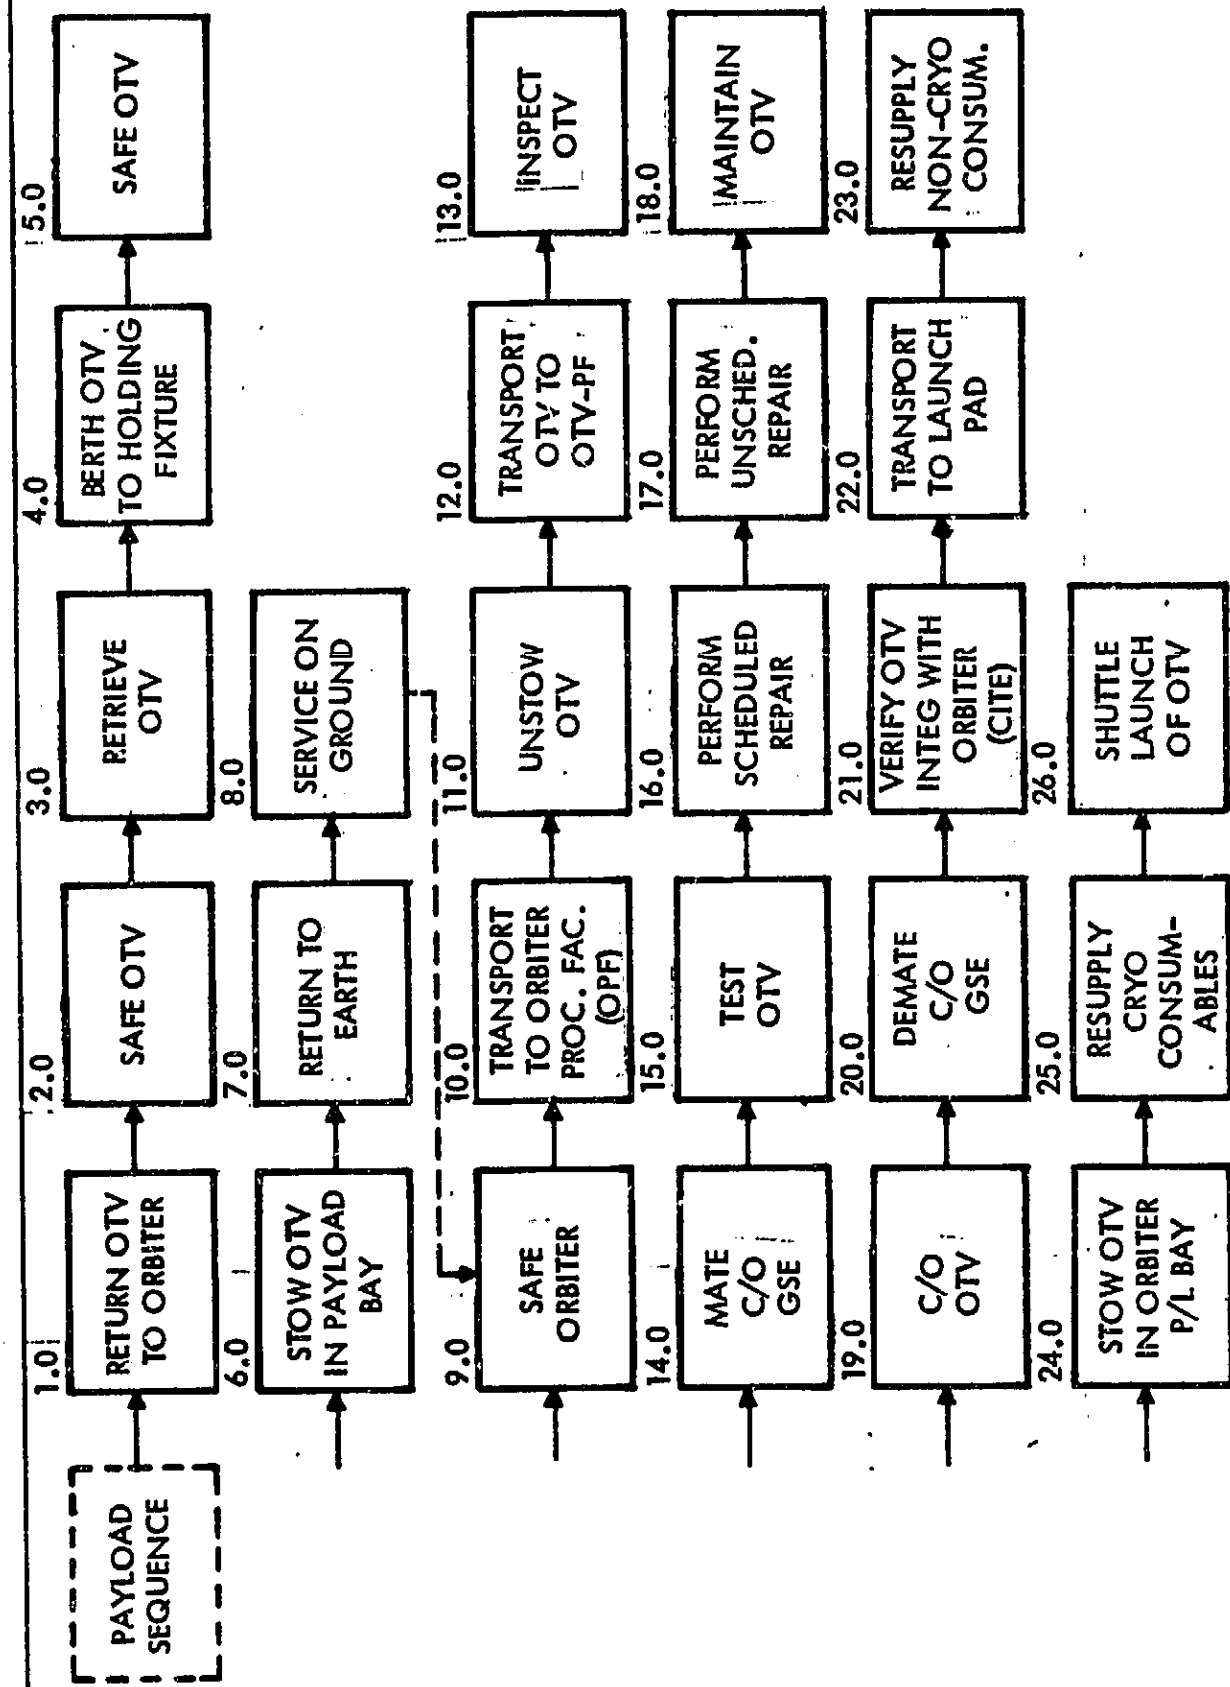 PAYLOAD
SEQUENCE
1.0
RETURN OTV
TO ORBITER
2.0
SAFE OTV
3.0
RETRIEVE
OTV
4.0
BERTH OTV
TO HOLDING
FIXTURE
5.0
SAFE OTV
6.0
STOW OTV
IN PAYLOAD
BAY
7.0
RETURN TO
EARTH
8.0
SERVICE ON
GROUND
9.0
SAFE
ORBITER
10.0
TRANSPORT
TO ORBITER
PROC. FAC.
(OPF)
11.0
UNSTOW
OTV
12.0
TRANSPORT
OTV TO
OTV-PF
13.0
INSPECT
OTV
14.0
MATE
C/O
GSE
15.0
TEST
OTV
16.0
PERFORM
SCHEDULED
REPAIR
17.0
PERFORM
UNSCHED.
REPAIR
18.0
MAINTAIN
OTV
19.0
C/O
OTV
20.0
DEMATE
C/O
GSE
21.0
VERIFY OTV
INTEG WITH
ORBITER
(CITE)
22.0
TRANSPORT
TO LAUNCH
PAD
23.0
RESUPPLY
NON-CRYO
CONSUM.
24.0
STOW OTV
IN ORBITER
P/L BAY
25.0
RESUPPLY
CRYO
CONSUM-
ABLES
26.0
SHUTTLE
LAUNCH
OF OTV